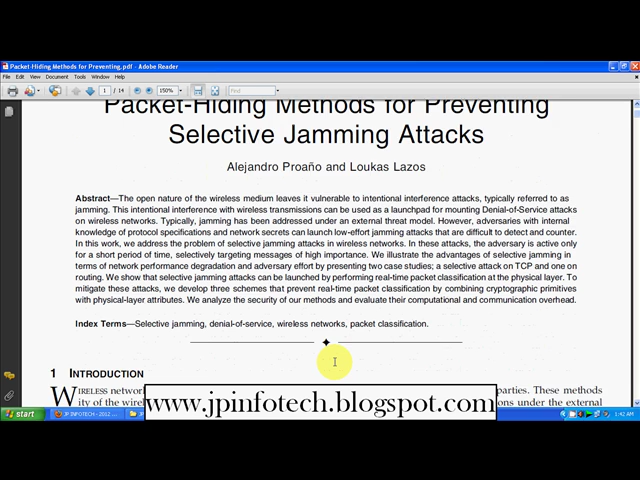 Packet-Hiding Methods for Preventing.pdf - Adobe Reader
File Edit View Document Tools Window Help
1 / 14 150% Find
Packet-Hiding Methods for Preventing
Selective Jamming Attacks
Alejandro Proaño and Loukas Lazos
Abstract—The open nature of the wireless medium leaves it vulnerable to intentional interference attacks, typically referred to as
jamming. This intentional interference with wireless transmissions can be used as a launchpad for mounting Denial-of-Service attacks
on wireless networks. Typically, jamming has been addressed under an external threat model. However, adversaries with internal
knowledge of protocol specifications and network secrets can launch low-effort jamming attacks that are difficult to detect and counter.
In this work, we address the problem of selective jamming attacks in wireless networks. In these attacks, the adversary is active only
for a short period of time, selectively targeting messages of high importance. We illustrate the advantages of selective jamming in
terms of network performance degradation and adversary effort by presenting two case studies; a selective attack on TCP and one on
routing. We show that selective jamming attacks can be launched by performing real-time packet classification at the physical layer. To
mitigate these attacks, we develop three schemes that prevent real-time packet classification by combining cryptographic primitives
with physical-layer attributes. We analyze the security of our methods and evaluate their computational and communication overhead.
Index Terms—Selective jamming, denial-of-service, wireless networks, packet classification.
1 INTRODUCTION
WIRELESS parties. These methods
ity of the under the external
www.jpinfotech.blogspot.com
start JP INFOTECH - 2012 1:42 AM